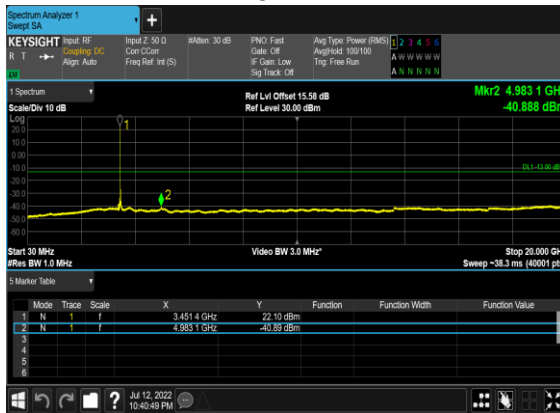 Spectrum Analyzer 1
Swept SA
+
KEYSIGHT Input: RF Input Z: 50 Ω #Atten: 30 dB PNO: Fast Avg Type: Power (RMS) 1 2 3 4 5 6
R T Coupling: DC Corr CCorr Gate: Off Avg|Hold: 100/100 A W W W W W
Align: Auto Freq Ref: Int (S) IF Gain: Low Trig: Free Run
Sig Track: Off A N N N N N
1 Spectrum Ref Lvl Offset 15.58 dB Mkr2 4.983 1 GHz
Scale/Div 10 dB Ref Level 30.00 dBm -40.888 dBm
Log
20.0
10.0
0.00
-10.0
DL1 -13.00 dBm
-20.0
-30.0
-40.0
-50.0
-60.0
1
2
Start 30 MHz Video BW 3.0 MHz* Stop 20.000 GH
#Res BW 1.0 MHz Sweep ~38.3 ms (40001 pts
5 Marker Table
Mode Trace Scale X Y Function Function Width Function Value
1 N 1 f 3.451 4 GHz 22.10 dBm
2 N 1 f 4.983 1 GHz -40.89 dBm
3
4
5
6
? Jul 12, 2022
10:40:49 PM